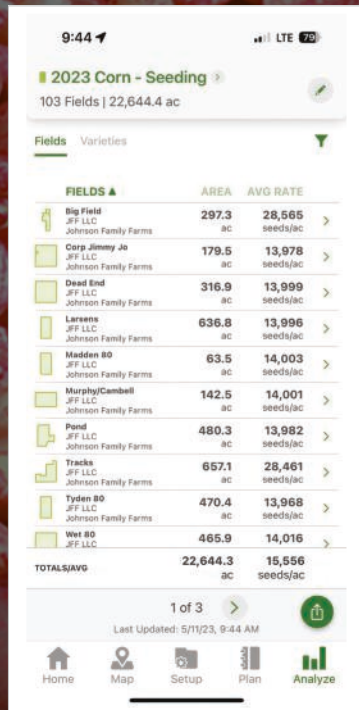 9:44 LTE 79
2023 Corn - Seeding
103 Fields | 22,644.4 ac
Fields Varieties
FIELDS ▲ AREA AVG RATE
Big Field 297.3 28,565
JFF LLC ac seeds/ac
Johnson Family Farms
Corp Jimmy Jo 179.5 13,978
JFF LLC ac seeds/ac
Johnson Family Farms
Dead End 316.9 13,999
JFF LLC ac seeds/ac
Johnson Family Farms
Larsens 636.8 13,996
JFF LLC ac seeds/ac
Johnson Family Farms
Madden 80 63.5 14,003
JFF LLC ac seeds/ac
Johnson Family Farms
Murphy/Cambell 142.5 14,001
JFF LLC ac seeds/ac
Johnson Family Farms
Pond 480.3 13,982
JFF LLC ac seeds/ac
Johnson Family Farms
Tracks 657.1 28,461
JFF LLC ac seeds/ac
Johnson Family Farms
Tyden 80 470.4 13,968
JFF LLC ac seeds/ac
Johnson Family Farms
Wet 80 465.9 14,016
JFF LLC
TOTALS/AVG 22,644.3 15,556
ac seeds/ac
1 of 3
Last Updated: 5/11/23, 9:44 AM
Home Map Setup Plan Analyze